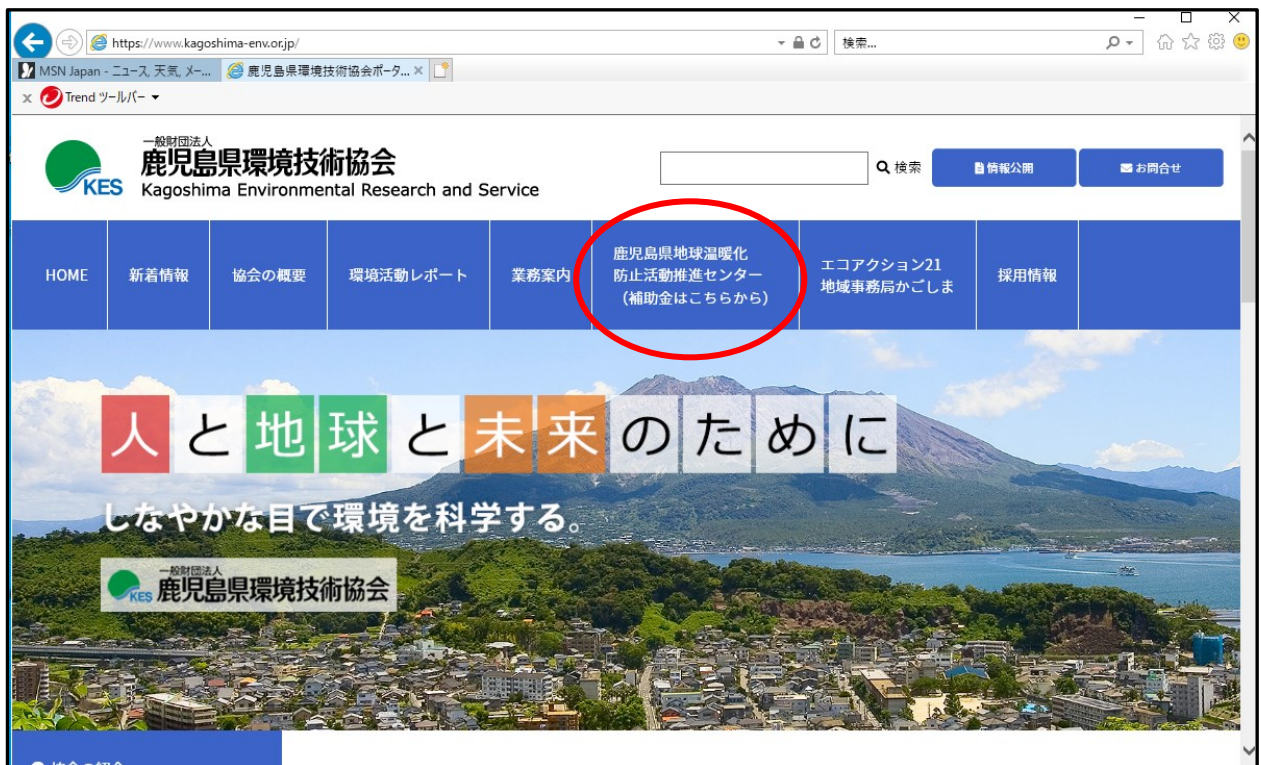 https://www.kagoshima-env.or.jp/
検索...
MSN Japan - ニュース, 天気, メー...
鹿児島県環境技術協会ポータ...
Trend ツールバー
一般財団法人
鹿児島県環境技術協会
KES
Kagoshima Environmental Research and Service
検索
情報公開
お問合せ
HOME
新着情報
協会の概要
環境活動レポート
業務案内
鹿児島県地球温暖化
防止活動推進センター
(補助金はこちらから)
エコアクション21
地域事務局かごしま
採用情報
人と地球と未来のために
しなやかな目で環境を科学する。
一般財団法人
KES 鹿児島県環境技術協会